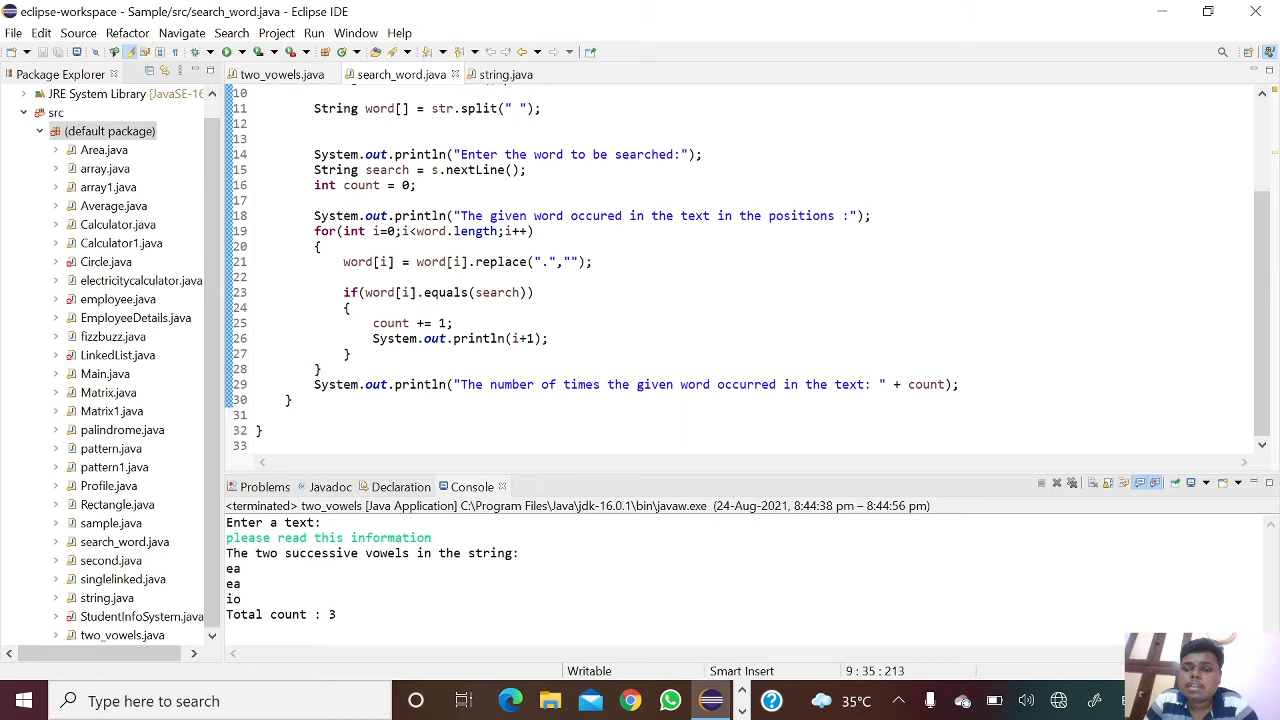 eclipse-workspace - Sample/src/search_word.java - Eclipse IDE
File Edit Source Refactor Navigate Search Project Run Window Help
Package Explorer
two_vowels.java search_word.java string.java
JRE System Library [JavaSE-16
src
(default package)
Area.java
array.java
array1.java
Average.java
Calculator.java
Calculator1.java
Circle.java
electricitycalculator.java
employee.java
EmployeeDetails.java
fizzbuzz.java
LinkedList.java
Main.java
Matrix.java
Matrix1.java
palindrome.java
pattern.java
pattern1.java
Profile.java
Rectangle.java
sample.java
search_word.java
second.java
singlelinked.java
string.java
StudentInfoSystem.java
two_vowels.java
10
11 String word[] = str.split(" ");
12
13
14 System.out.println("Enter the word to be searched:");
15 String search = s.nextLine();
16 int count = 0;
17
18 System.out.println("The given word occured in the text in the positions :");
19 for(int i=0;i<word.length;i++)
20 {
21 word[i] = word[i].replace(".","");
22
23 if(word[i].equals(search))
24 {
25 count += 1;
26 System.out.println(i+1);
27 }
28 }
29 System.out.println("The number of times the given word occurred in the text: " + count);
30 }
31
32 }
33
Problems Javadoc Declaration Console
<terminated> two_vowels [Java Application] C:\Program Files\Java\jdk-16.0.1\bin\javaw.exe (24-Aug-2021, 8:44:38 pm – 8:44:56 pm)
Enter a text:
please read this information
The two successive vowels in the string:
ea
ea
io
Total count : 3
Writable Smart Insert 9 : 35 : 213
Type here to search 35°C